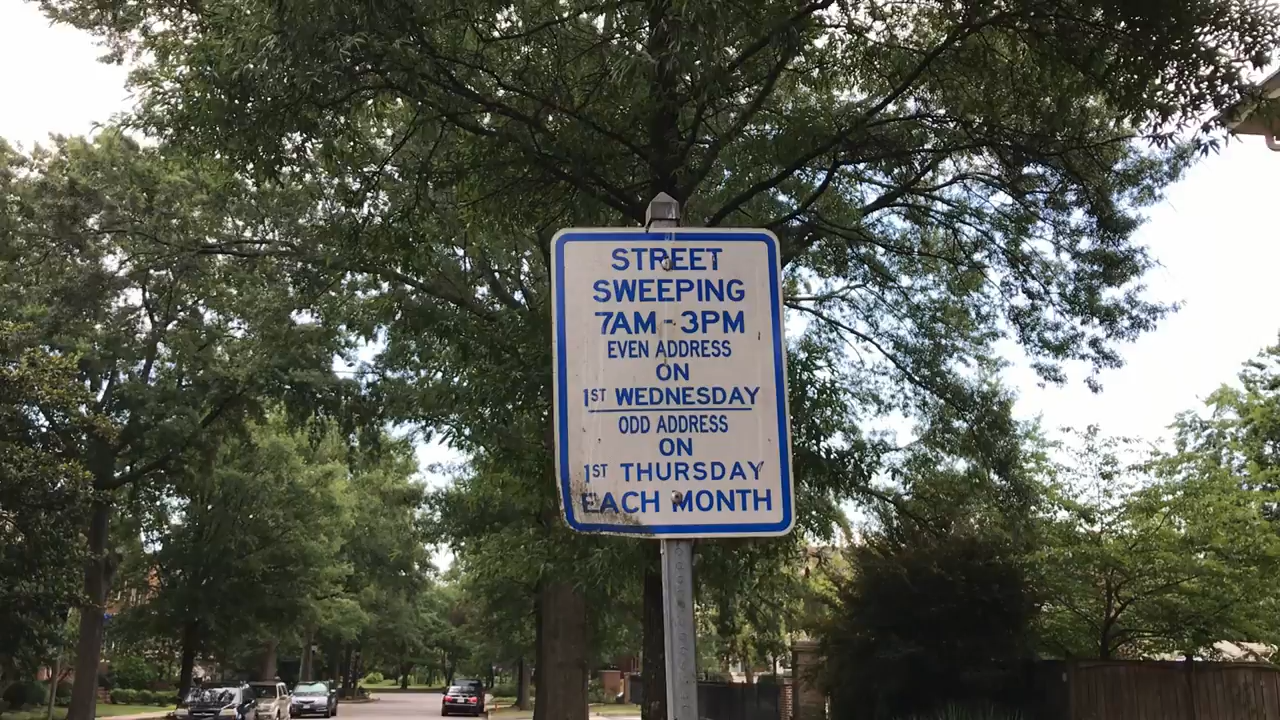 STREET
SWEEPING
7AM - 3PM
EVEN ADDRESS
ON
1ST WEDNESDAY
ODD ADDRESS
ON
1ST THURSDAY
EACH MONTH